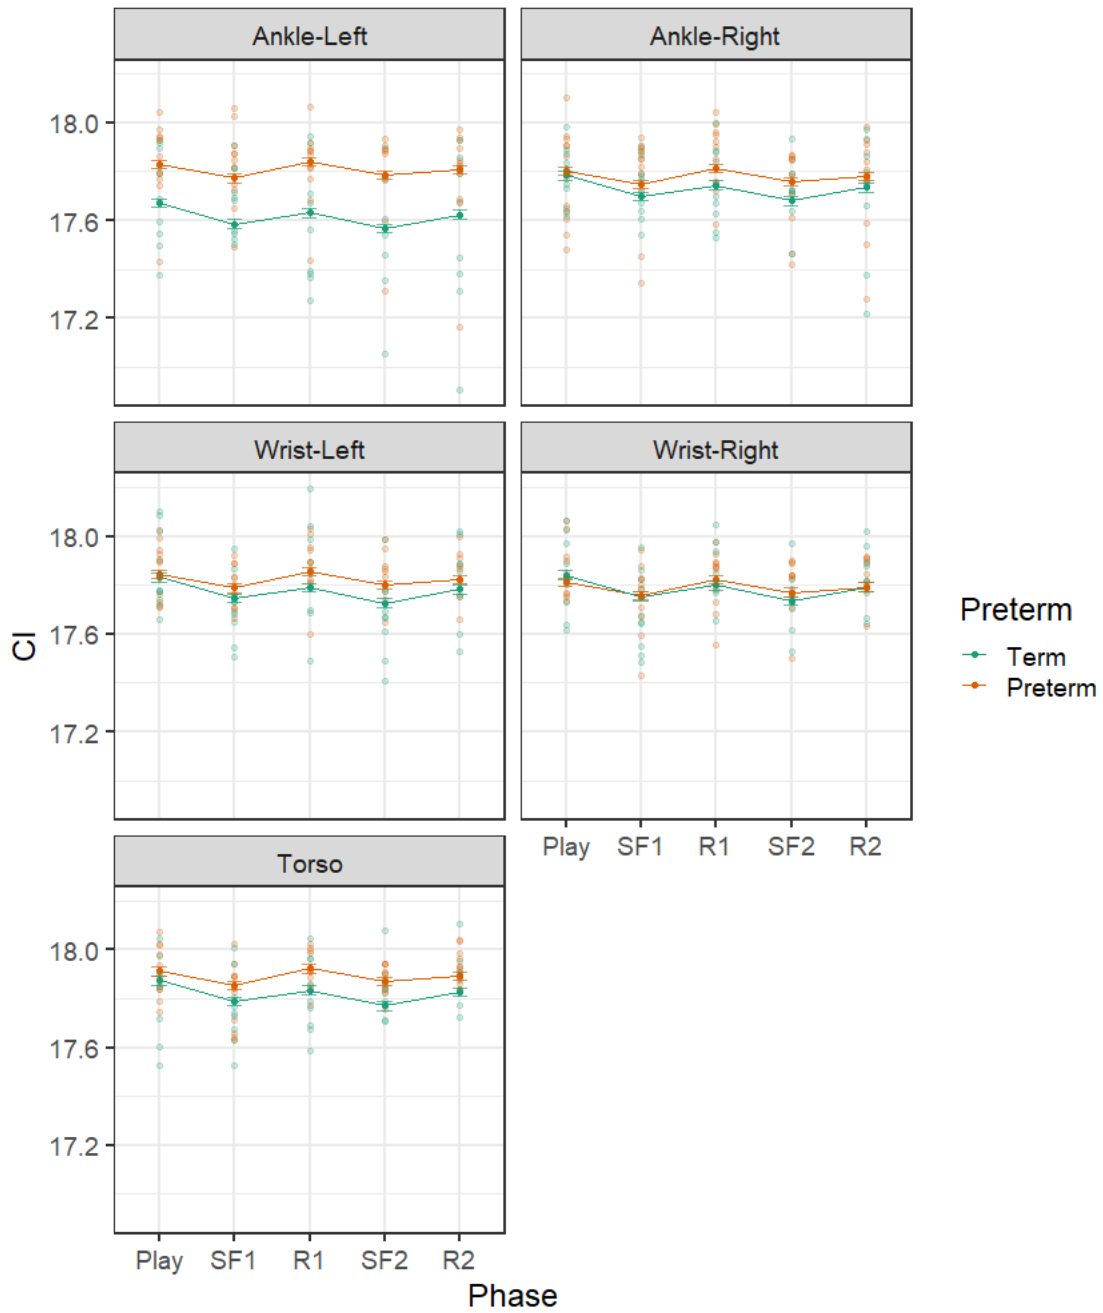 Ankle-Left
Ankle-Right
18.0
17.6
17.2
Wrist-Left
Wrist-Right
18.0
17.6
17.2
Play SF1 R1 SF2 R2
Torso
18.0
17.6
17.2
Play SF1 R1 SF2 R2
Phase
CI
Preterm
Term
Preterm